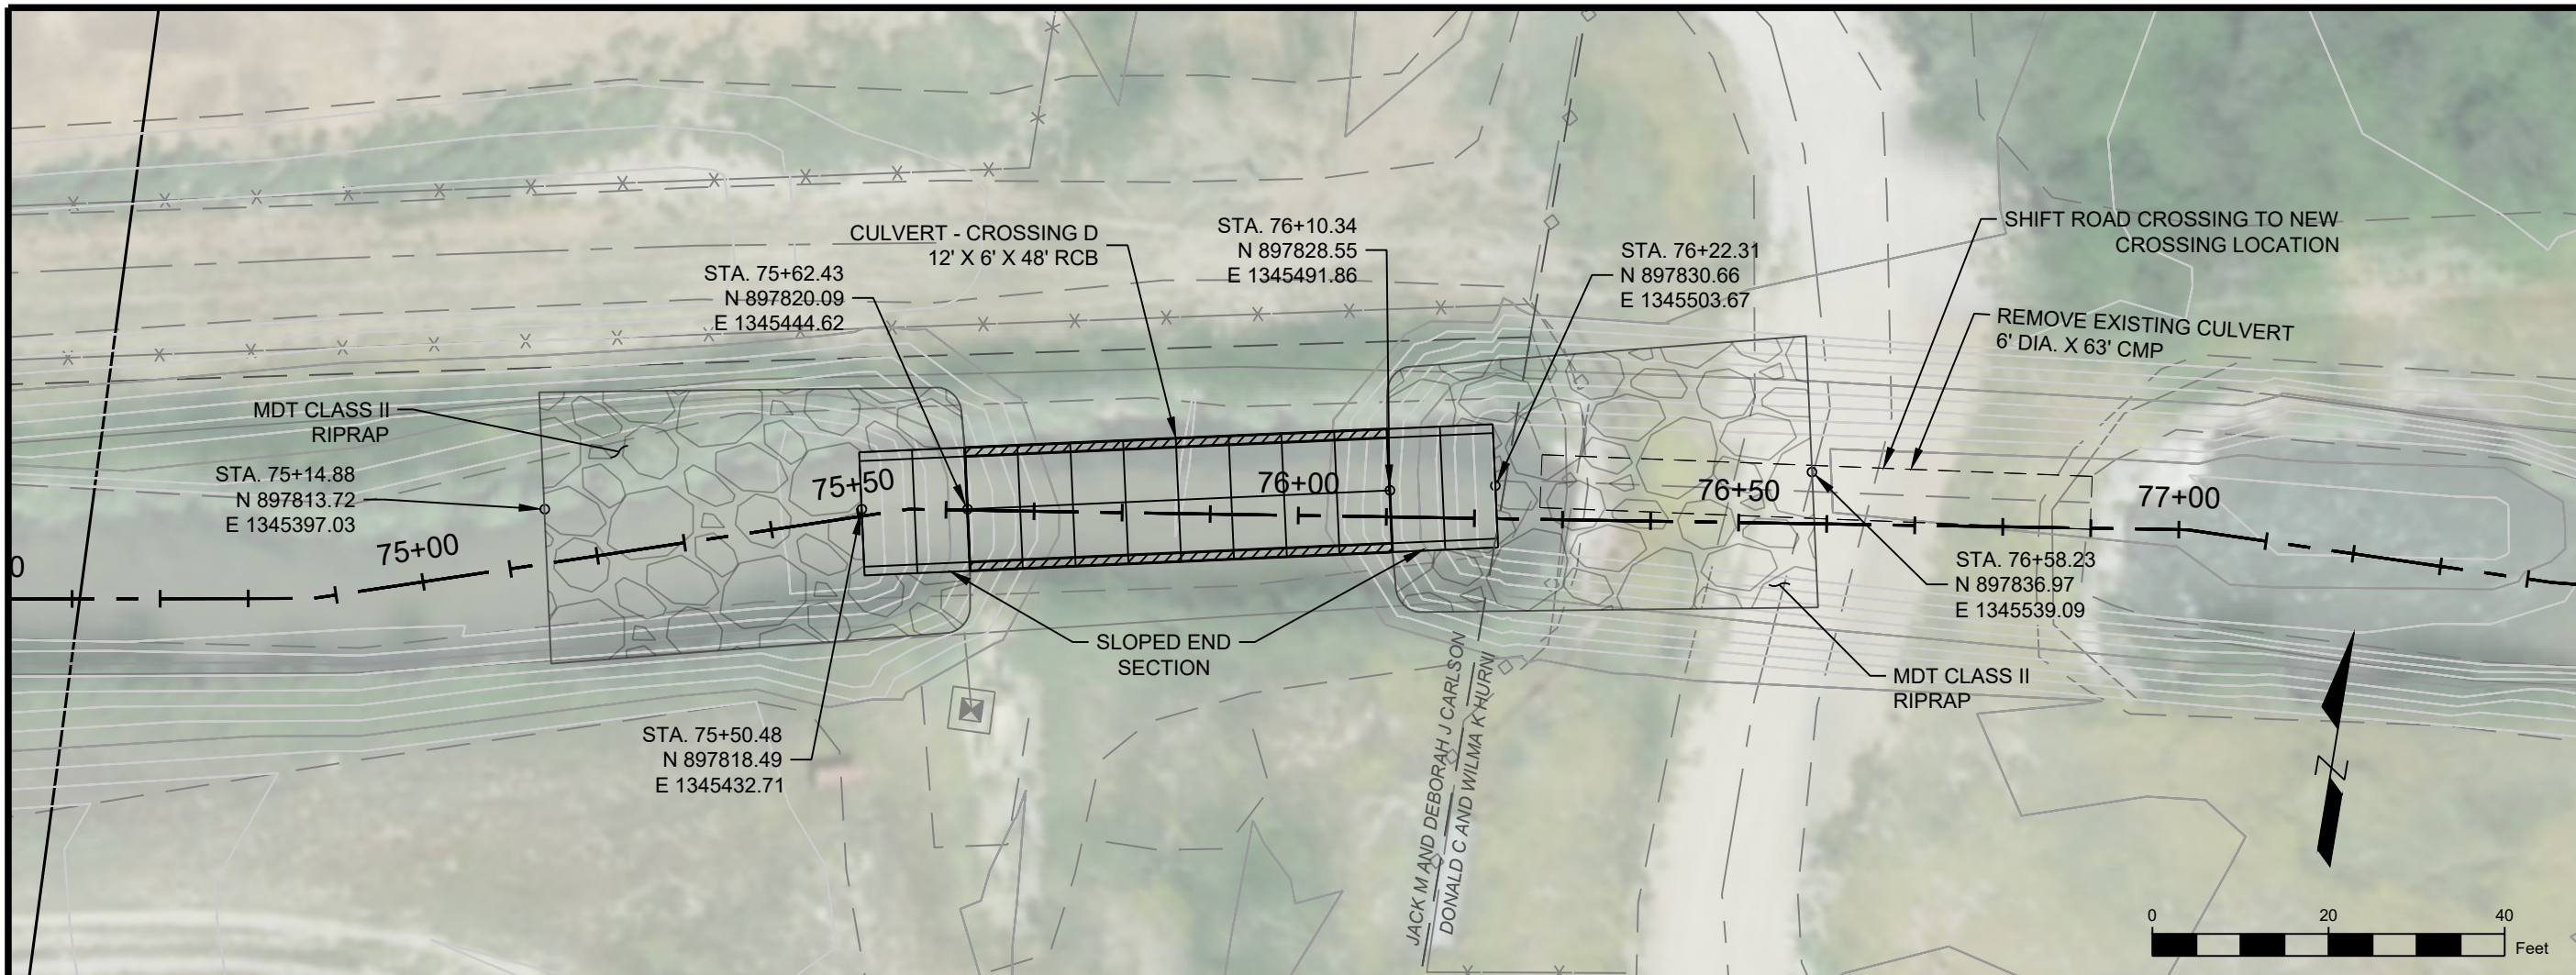 SHIFT ROAD CROSSING TO NEW
CROSSING LOCATION
STA. 76+10.34
N 897828.55
E 1345491.86
CULVERT - CROSSING D
12' X 6' X 48' RCB
STA. 76+22.31
N 897830.66
E 1345503.67
STA. 75+62.43
N 897820.09
E 1345444.62
REMOVE EXISTING CULVERT
6' DIA. X 63' CMP
MDT CLASS II
RIPRAP
STA. 75+14.88
N 897813.72
E 1345397.03
75+00
75+50
76+00
76+50
77+00
0
STA. 76+58.23
N 897836.97
E 1345539.09
SLOPED END
SECTION
MDT CLASS II
RIPRAP
STA. 75+50.48
N 897818.49
E 1345432.71
JACK M AND DEBORAH J CARLSON
DONALD C AND WILMA K HURNI
Z
0 20 40
Feet